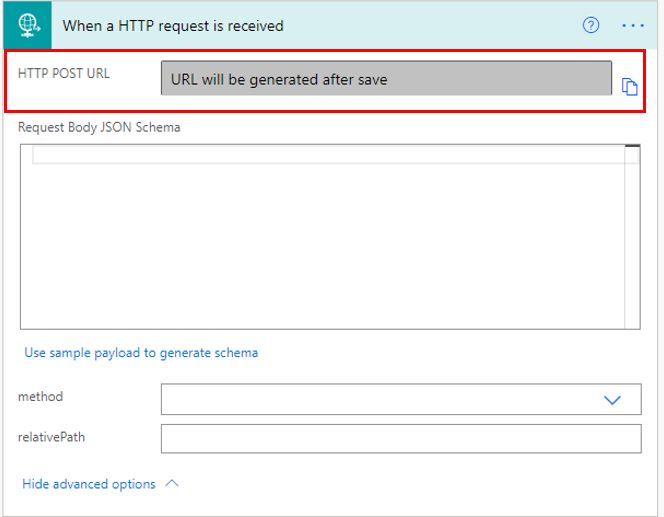 When a HTTP request is received
HTTP POST URL
URL will be generated after save
Request Body JSON Schema
Use sample payload to generate schema
method
relativePath
Hide advanced options